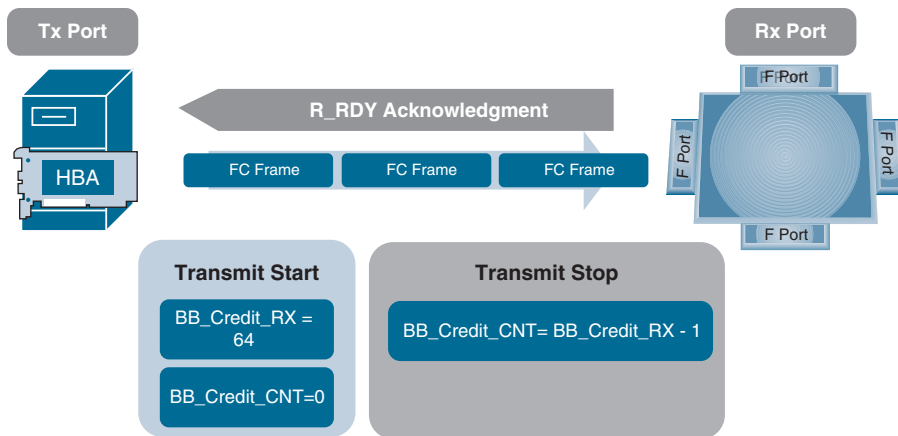 Tx Port
Rx Port
F Port
R_RDY Acknowledgment
FC Frame
FC Frame
FC Frame
HBA
F Port
F Port
F Port
Transmit Start
Transmit Stop
BB_Credit_RX =
64
BB_Credit_CNT= BB_Credit_RX - 1
BB_Credit_CNT=0